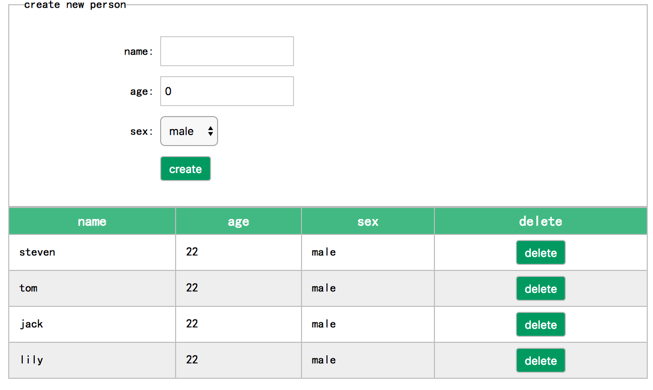 create new person
name:
age: 0
sex: male
create
name age sex delete
steven 22 male delete
tom 22 male delete
jack 22 male delete
lily 22 male delete